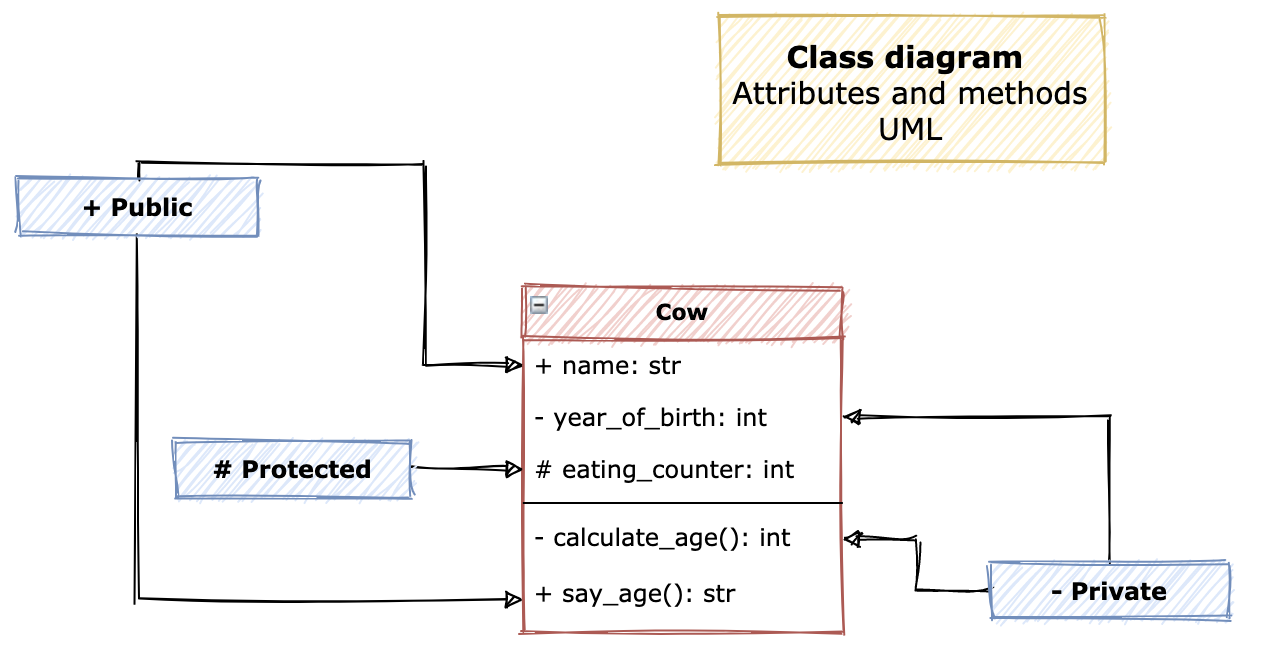 Class diagram
Attributes and methods
UML
+ Public
Cow
+ name: str
- year_of_birth: int
# Protected
# eating_counter: int
- calculate_age(): int
- Private
+ say_age(): str